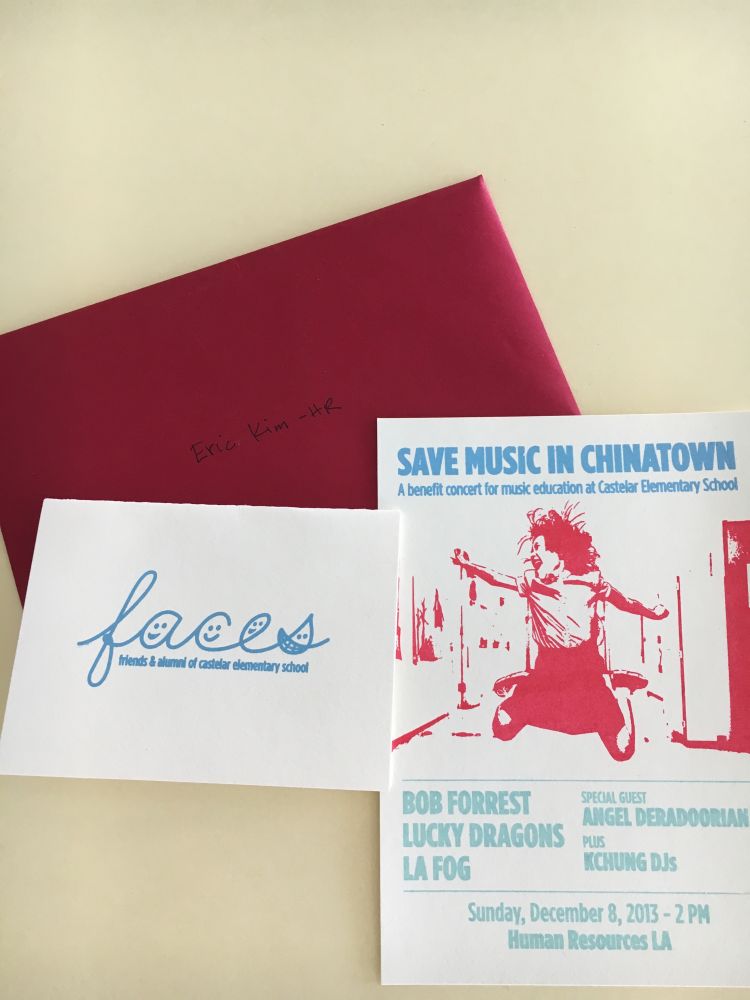 Eric Kim - HR
faces
friends & alumni of castelar elementary school
SAVE MUSIC IN CHINATOWN
A benefit concert for music education at Castelar Elementary School
BOB FORREST
LUCKY DRAGONS
LA FOG
SPECIAL GUEST
ANGEL DERADOORIAN
PLUS
KCHUNG DJs
Sunday, December 8, 2013 - 2 PM
Human Resources LA